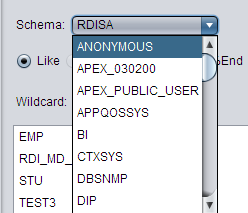 Schema: RDISA
ANONYMOUS
Like
APEX_030200
End
APEX_PUBLIC_USER
Wildcard:
APPQOSSYS
EMP
BI
RDI_MD_
CTXSYS
STU
DBSNMP
TEST3
DIP